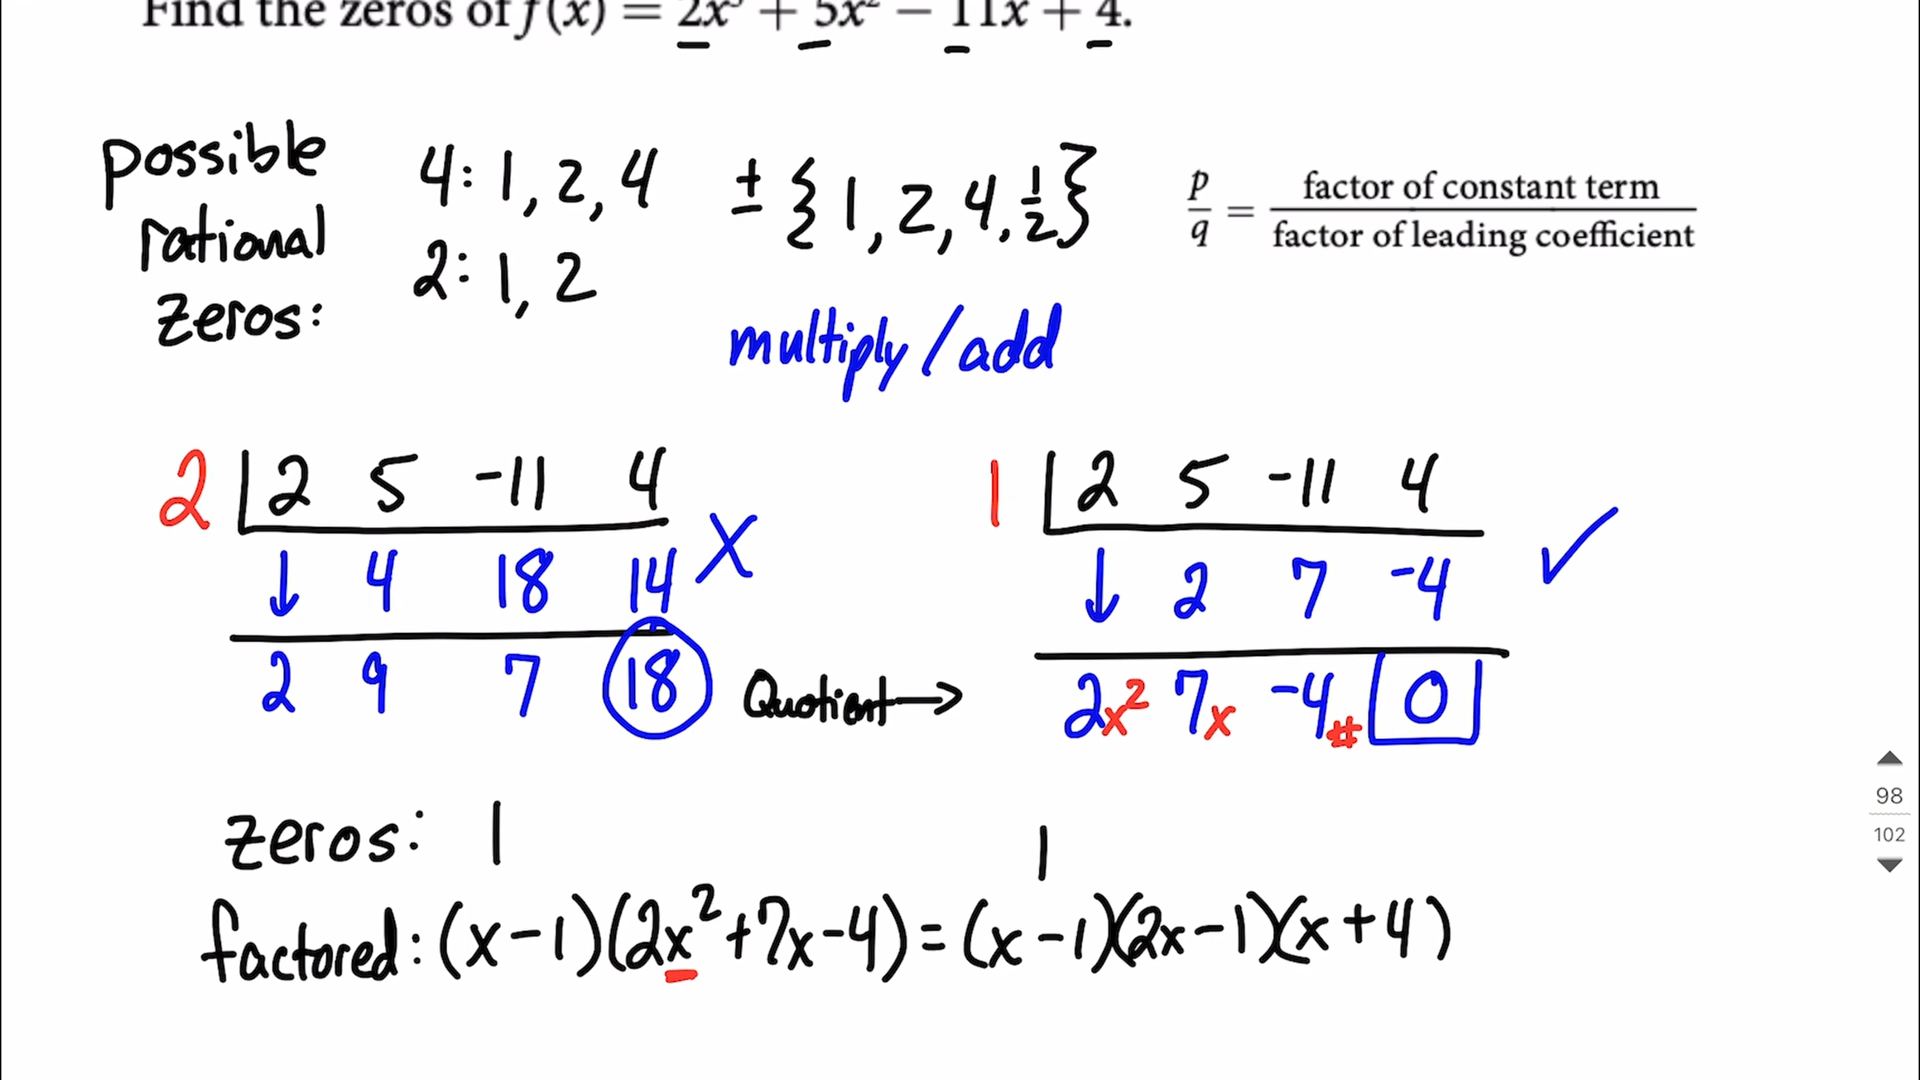 Find the zeros of f(x) = 2x³ + 5x² − 11x + 4.
possible
rational
zeros:
4: 1, 2, 4
2: 1, 2
± {1, 2, 4, 1/2}
p/q = factor of constant term / factor of leading coefficient
multiply/add
2 | 2 5 -11 4
↓ 4 18 14 X
2 9 7 18
1 | 2 5 -11 4
↓ 2 7 -4 ✓
Quotient → 2x² 7x -4# 0
zeros: 1
1
factored: (x-1)(2x²+7x-4) = (x-1)(2x-1)(x+4)
98
102